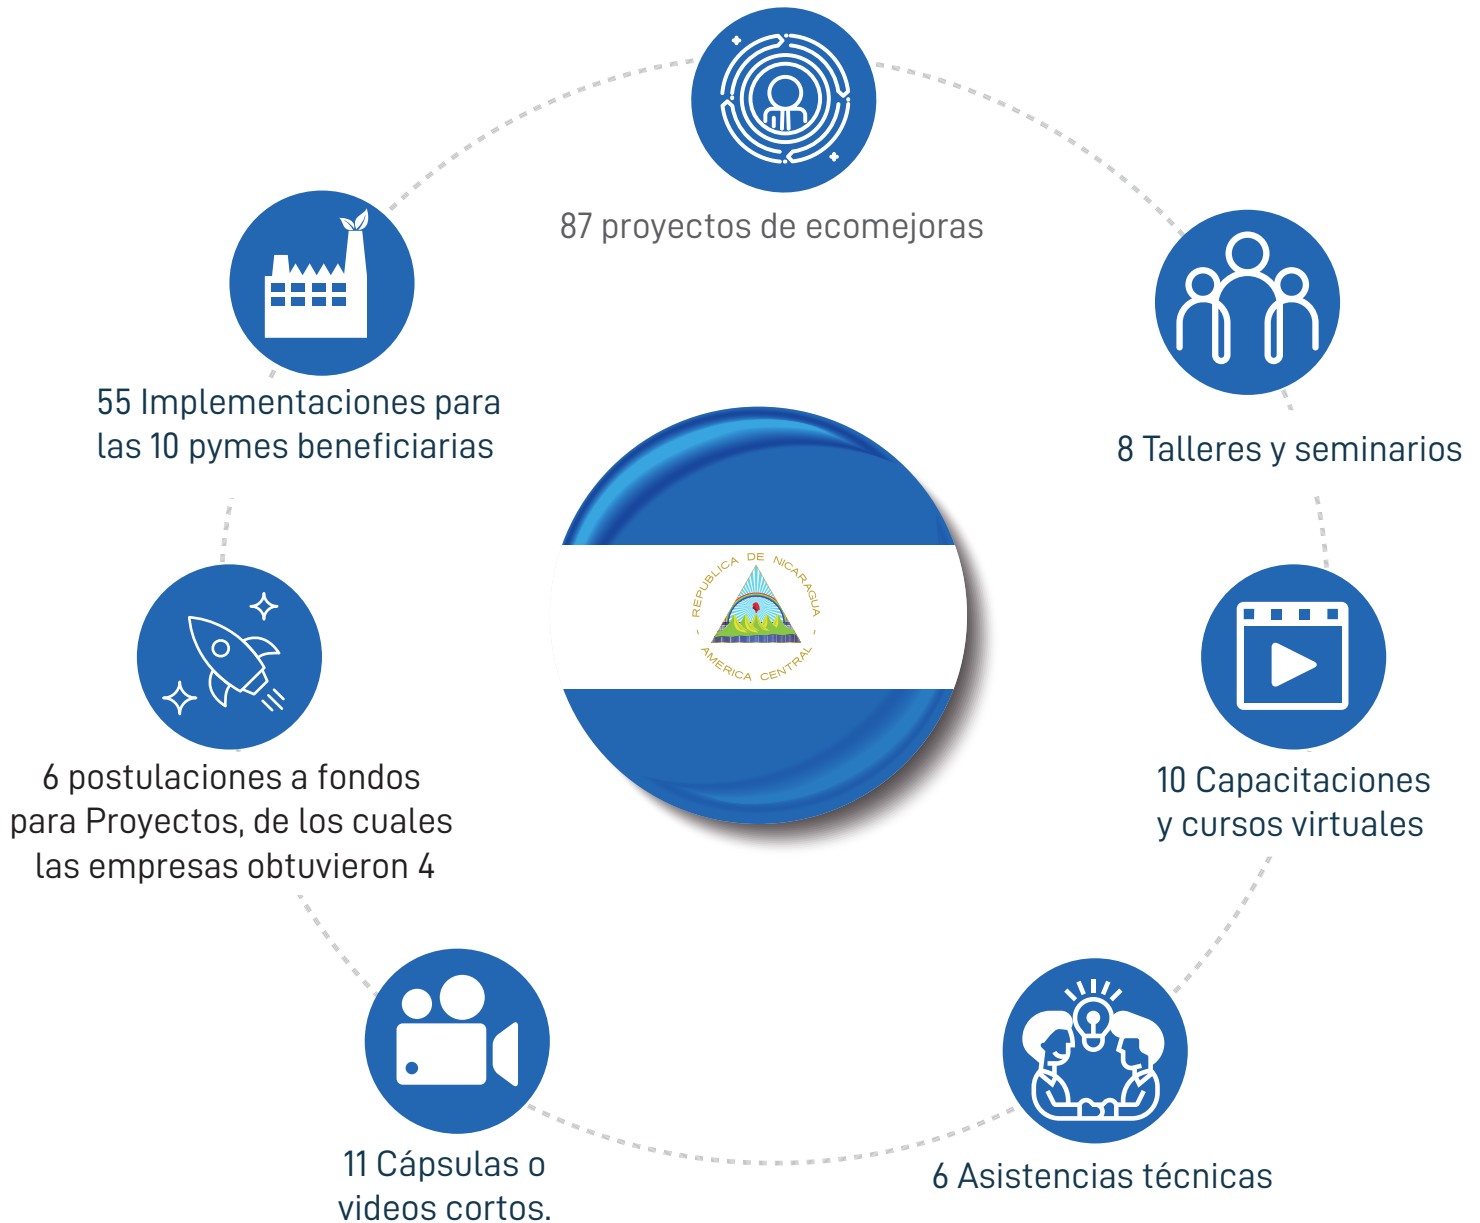 87 proyectos de ecomejoras
8 Talleres y seminarios
10 Capacitaciones
y cursos virtuales
6 Asistencias técnicas
11 Cápsulas o
videos cortos.
6 postulaciones a fondos
para Proyectos, de los cuales
las empresas obtuvieron 4
55 Implementaciones para
las 10 pymes beneficiarias
REPUBLICA DE NICARAGUA
- AMERICA CENTRAL -